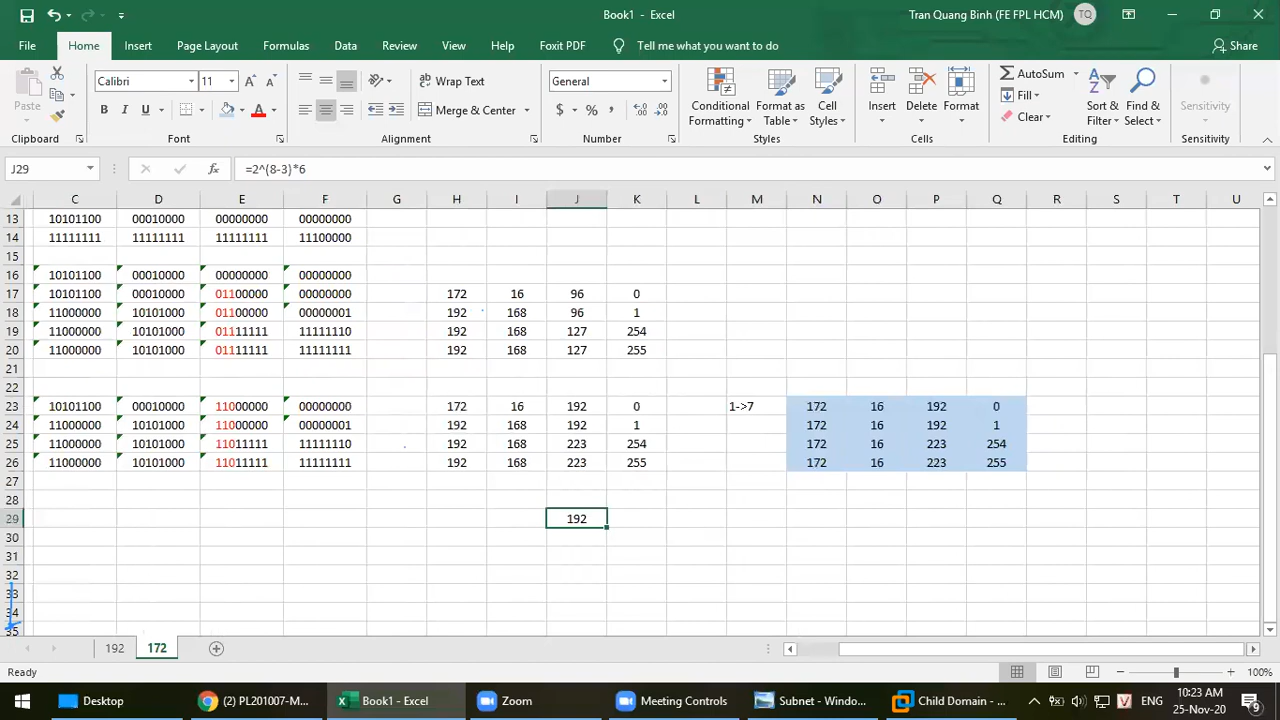 Book1 - Excel
Tran Quang Binh (FE FPL HCM)
TQ
File Home Insert Page Layout Formulas Data Review View Help Foxit PDF Tell me what you want to do Share
Paste
Calibri 11 A A
B I U A
Wrap Text
Merge & Center
General
$ % ,
Conditional Formatting
Format as Table
Cell Styles
Insert
Delete
Format
AutoSum
Fill
Clear
Sort & Filter
Find & Select
Sensitivity
Clipboard Font Alignment Number Styles Cells Editing Sensitivity
J29 fx =2^(8-3)*6
C D E F G H I J K L M N O P Q R S T U
13 10101100 00010000 00000000 00000000
14 11111111 11111111 11111111 11100000
15
16 10101100 00010000 00000000 00000000
17 10101100 00010000 01100000 00000000 172 16 96 0
18 11000000 10101000 01100000 00000001 192 168 96 1
19 11000000 10101000 01111111 11111110 192 168 127 254
20 11000000 10101000 01111111 11111111 192 168 127 255
21
22
23 10101100 00010000 11000000 00000000 172 16 192 0 1->7 172 16 192 0
24 11000000 10101000 11000000 00000001 192 168 192 1 172 16 192 1
25 11000000 10101000 11011111 11111110 192 168 223 254 172 16 223 254
26 11000000 10101000 11011111 11111111 192 168 223 255 172 16 223 255
27
28
29 192
30
31
32
33
34
35
192 172
Ready 100%
Desktop (2) PL201007-M... Book1 - Excel Zoom Meeting Controls Subnet - Window... Child Domain - ... V ENG 10:23 AM
25-Nov-20 9